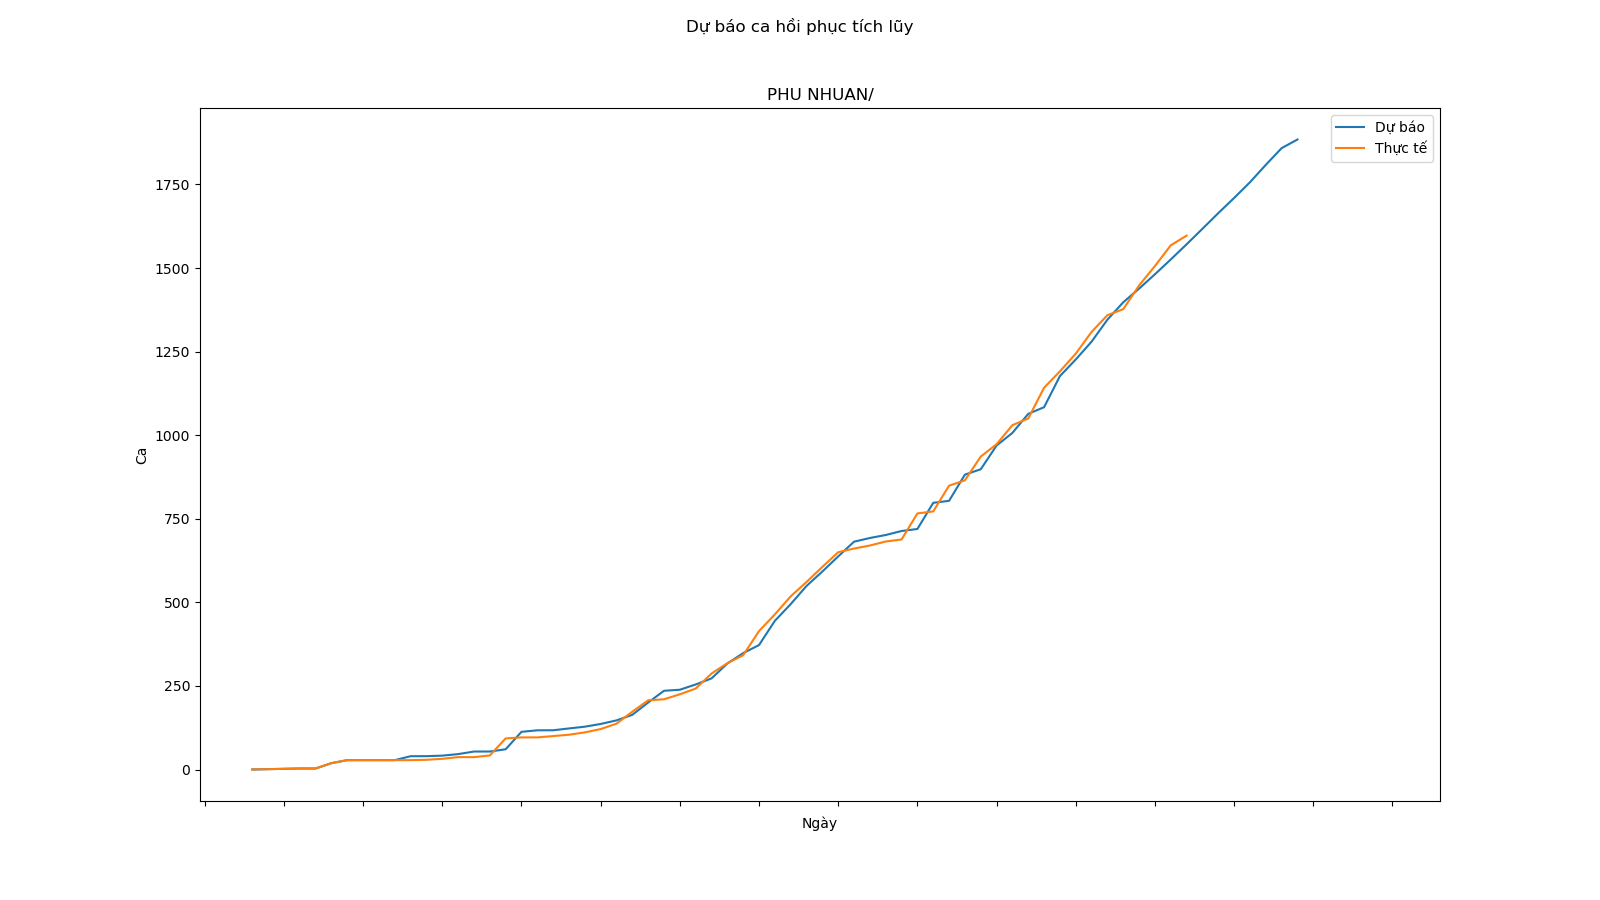 Dự báo ca hồi phục tích lũy
PHU NHUAN/
Dự báo
Thực tế
1750
1500
1250
1000
750
500
250
0
Ca
Ngày